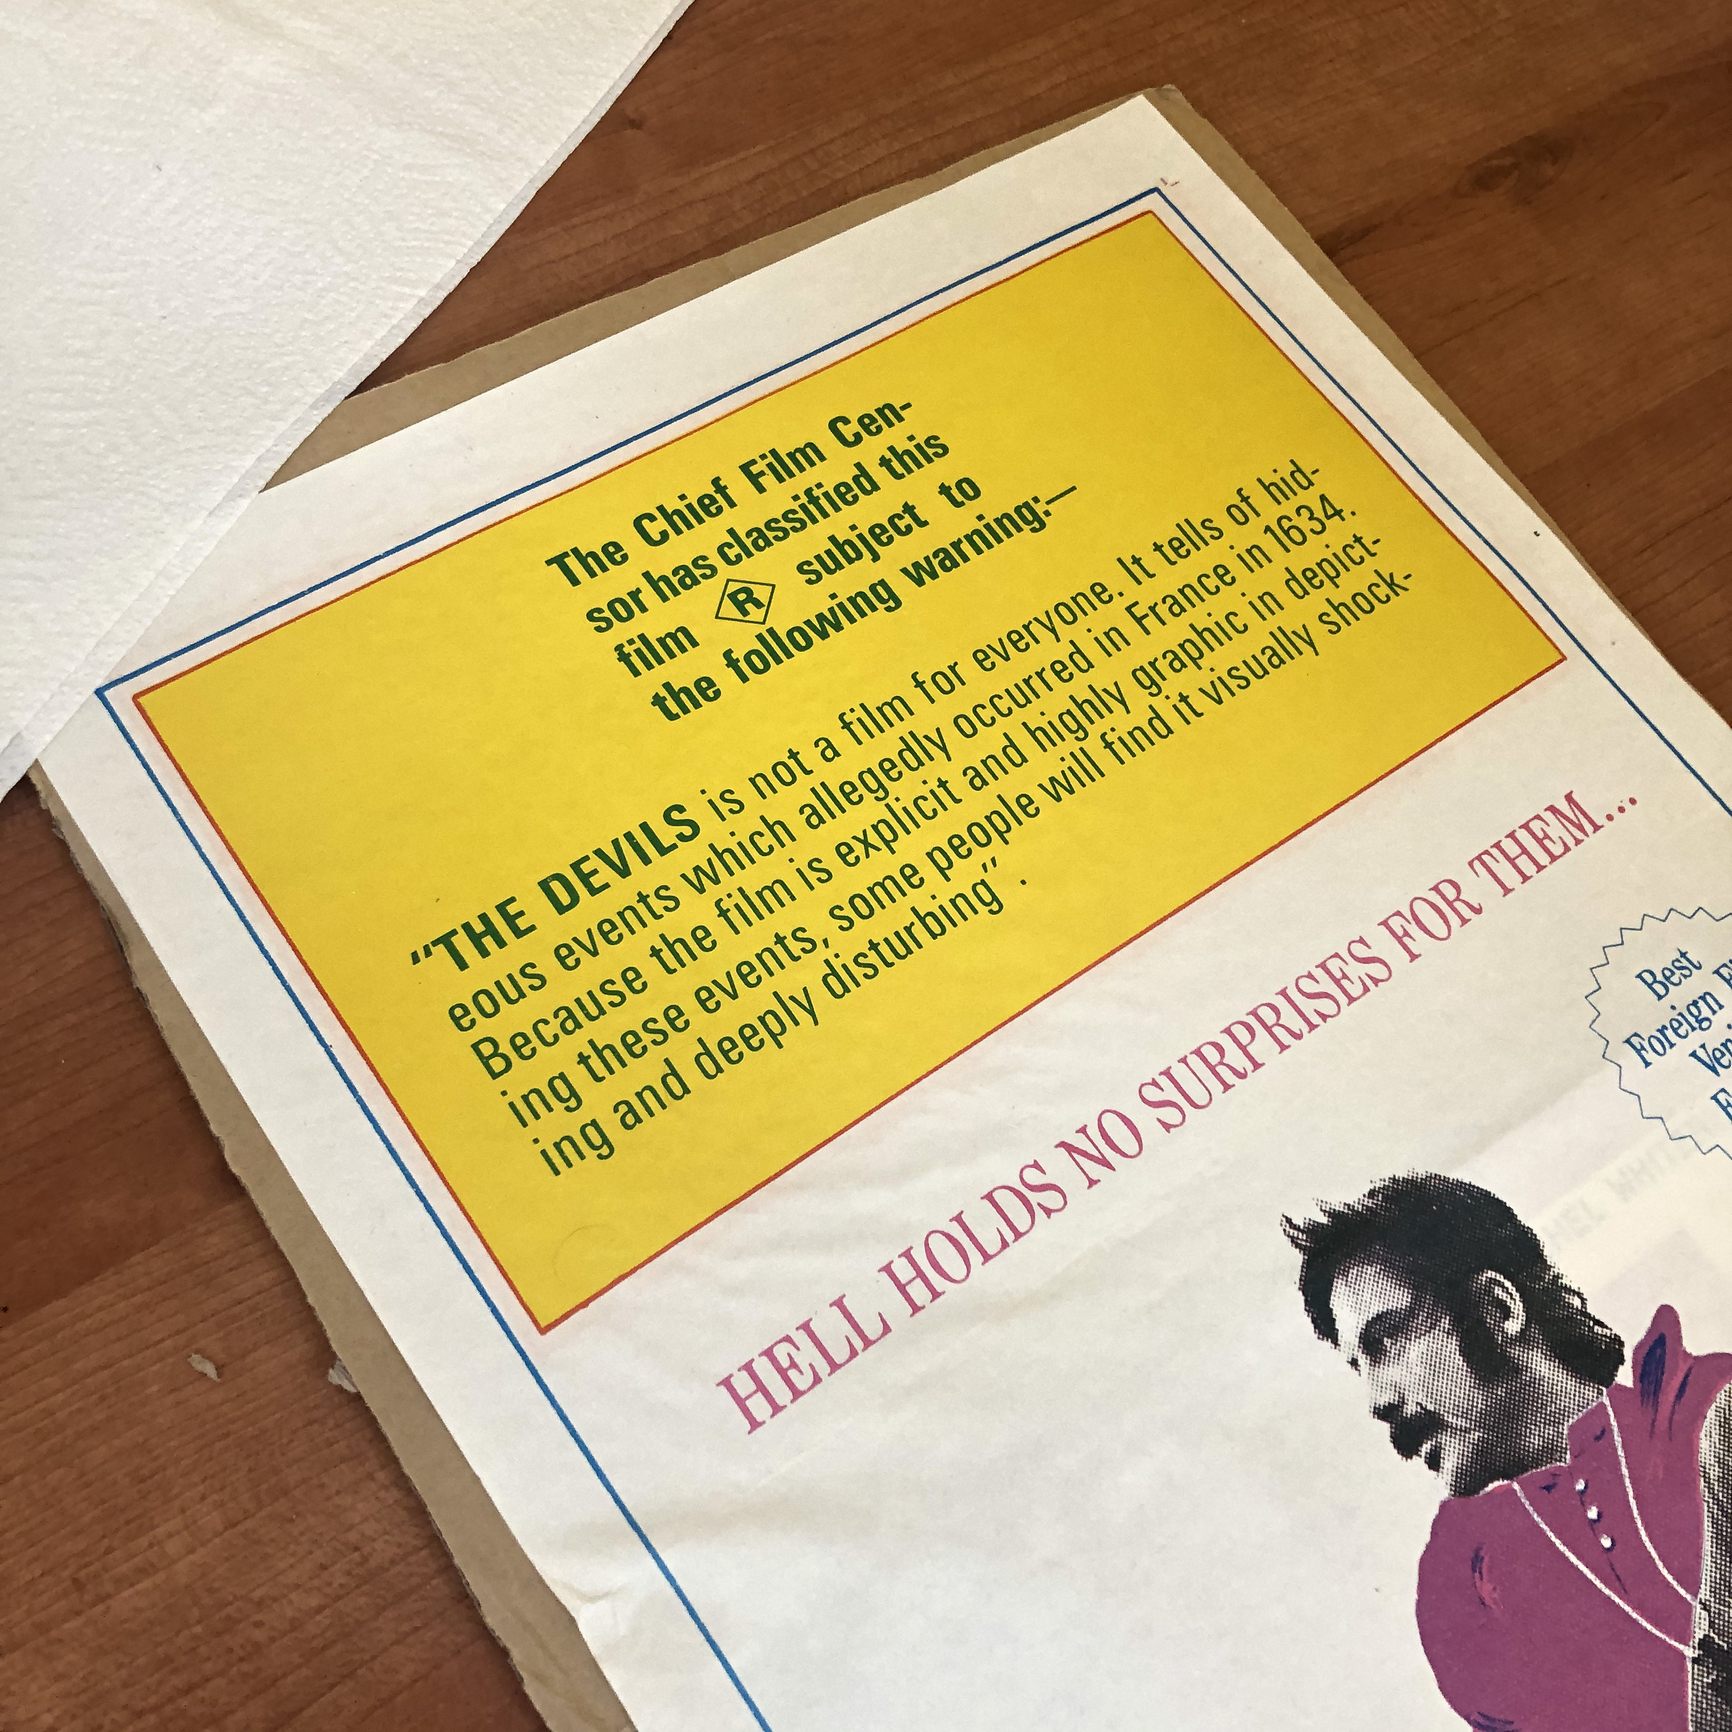 The Chief Film Cen-
sor has classified this
film R subject to
the following warning:—
“THE DEVILS is not a film for everyone. It tells of hid-
eous events which allegedly occurred in France in 1634.
Because the film is explicit and highly graphic in depict-
ing these events, some people will find it visually shock-
ing and deeply disturbing” .
HELL HOLDS NO SURPRISES FOR THEM...
Best
Foreign